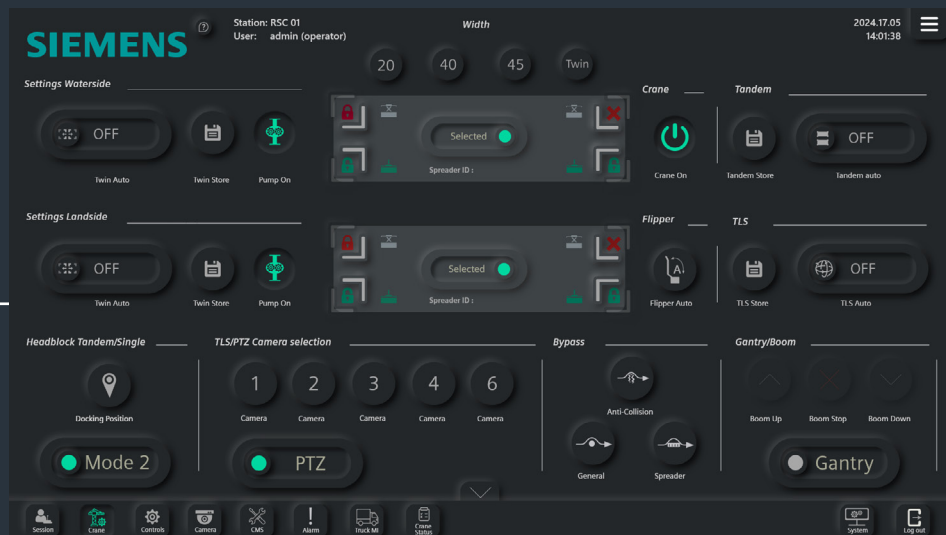 SIEMENS
?
Station: RSC 01
User: admin (operator)
Width
2024.17.05
14:01:38
20
40
45
Twin
Settings Waterside
OFF
Twin Auto
Twin Store
Pump On
Selected
Spreader ID :
Crane
Crane On
Tandem
Tandem Store
OFF
Tandem auto
Settings Landside
OFF
Twin Auto
Twin Store
Pump On
Selected
Spreader ID :
Flipper
A
Flipper Auto
TLS
TLS Store
OFF
TLS Auto
Headblock Tandem/Single
Docking Position
Mode 2
TLS/PTZ Camera selection
1
2
3
4
6
Camera
Camera
Camera
Camera
Camera
PTZ
Bypass
Anti-Collision
General
Spreader
Gantry/Boom
Boom Up
Boom Stop
Boom Down
Gantry
Session
Crane
Controls
Camera
CMS
Alarm
Truck MI
Crane
Status
System
Log out